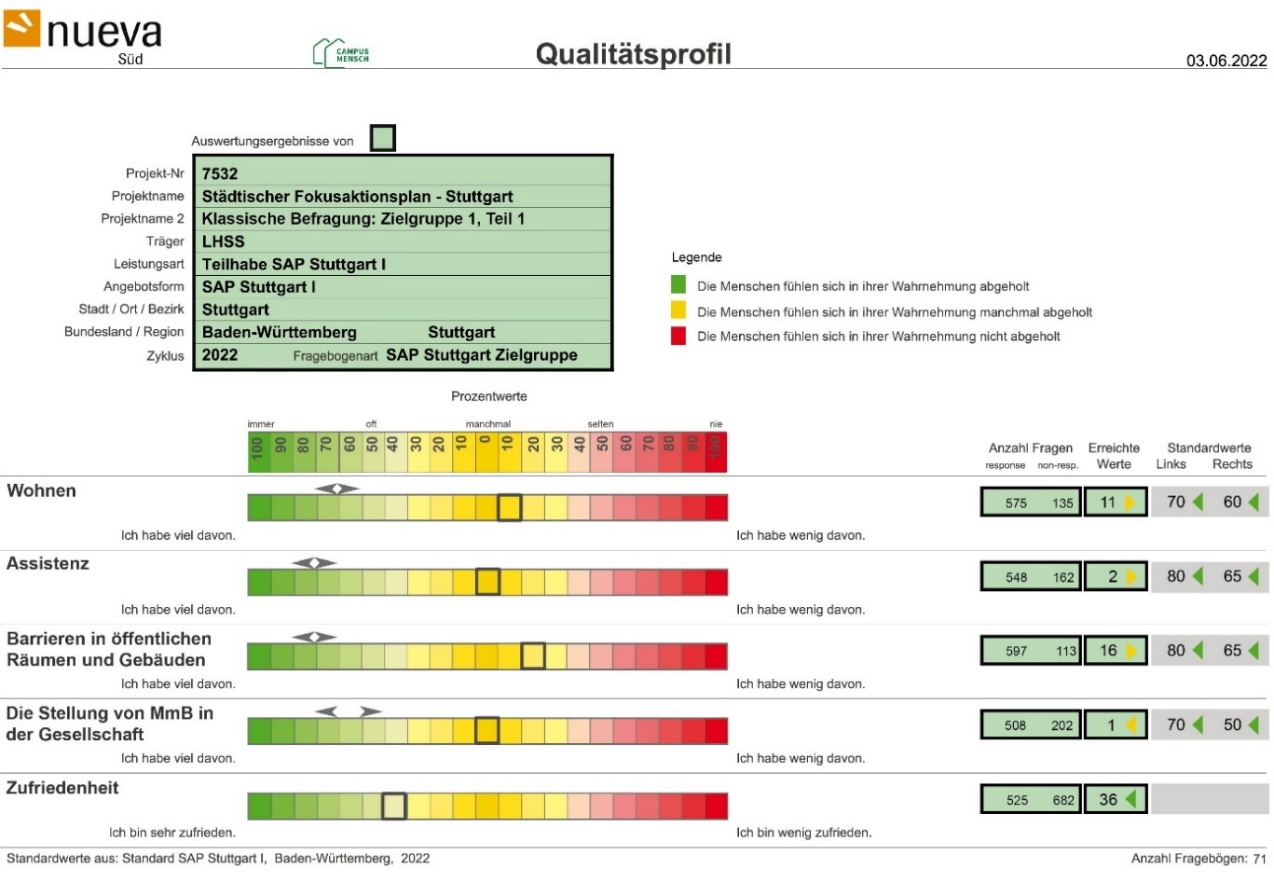 nueva
Süd
CAMPUS
MENSCH
Qualitätsprofil
03.06.2022
Auswertungsergebnisse von
Projekt-Nr 7532
Projektname Städtischer Fokusaktionsplan - Stuttgart
Projektname 2 Klassische Befragung: Zielgruppe 1, Teil 1
Träger LHSS
Leistungsart Teilhabe SAP Stuttgart I
Angebotsform SAP Stuttgart I
Stadt / Ort / Bezirk Stuttgart
Bundesland / Region Baden-Württemberg Stuttgart
Zyklus 2022 Fragebogenart SAP Stuttgart Zielgruppe
Legende
Die Menschen fühlen sich in ihrer Wahrnehmung abgeholt
Die Menschen fühlen sich in ihrer Wahrnehmung manchmal abgeholt
Die Menschen fühlen sich in ihrer Wahrnehmung nicht abgeholt
Prozentwerte
immer oft manchmal selten nie
100 90 80 70 60 50 40 30 20 10 0 10 20 30 40 50 60 70 80 90 100
Anzahl Fragen Erreichte Standardwerte
response non-resp. Werte Links Rechts
Wohnen
575 135 11 70 60
Ich habe viel davon. Ich habe wenig davon.
Assistenz
548 162 2 80 65
Ich habe viel davon. Ich habe wenig davon.
Barrieren in öffentlichen
Räumen und Gebäuden
597 113 16 80 65
Ich habe viel davon. Ich habe wenig davon.
Die Stellung von MmB in
der Gesellschaft
508 202 1 70 50
Ich habe viel davon. Ich habe wenig davon.
Zufriedenheit
525 682 36
Ich bin sehr zufrieden. Ich bin wenig zufrieden.
Standardwerte aus: Standard SAP Stuttgart I, Baden-Württemberg, 2022
Anzahl Fragebögen: 71